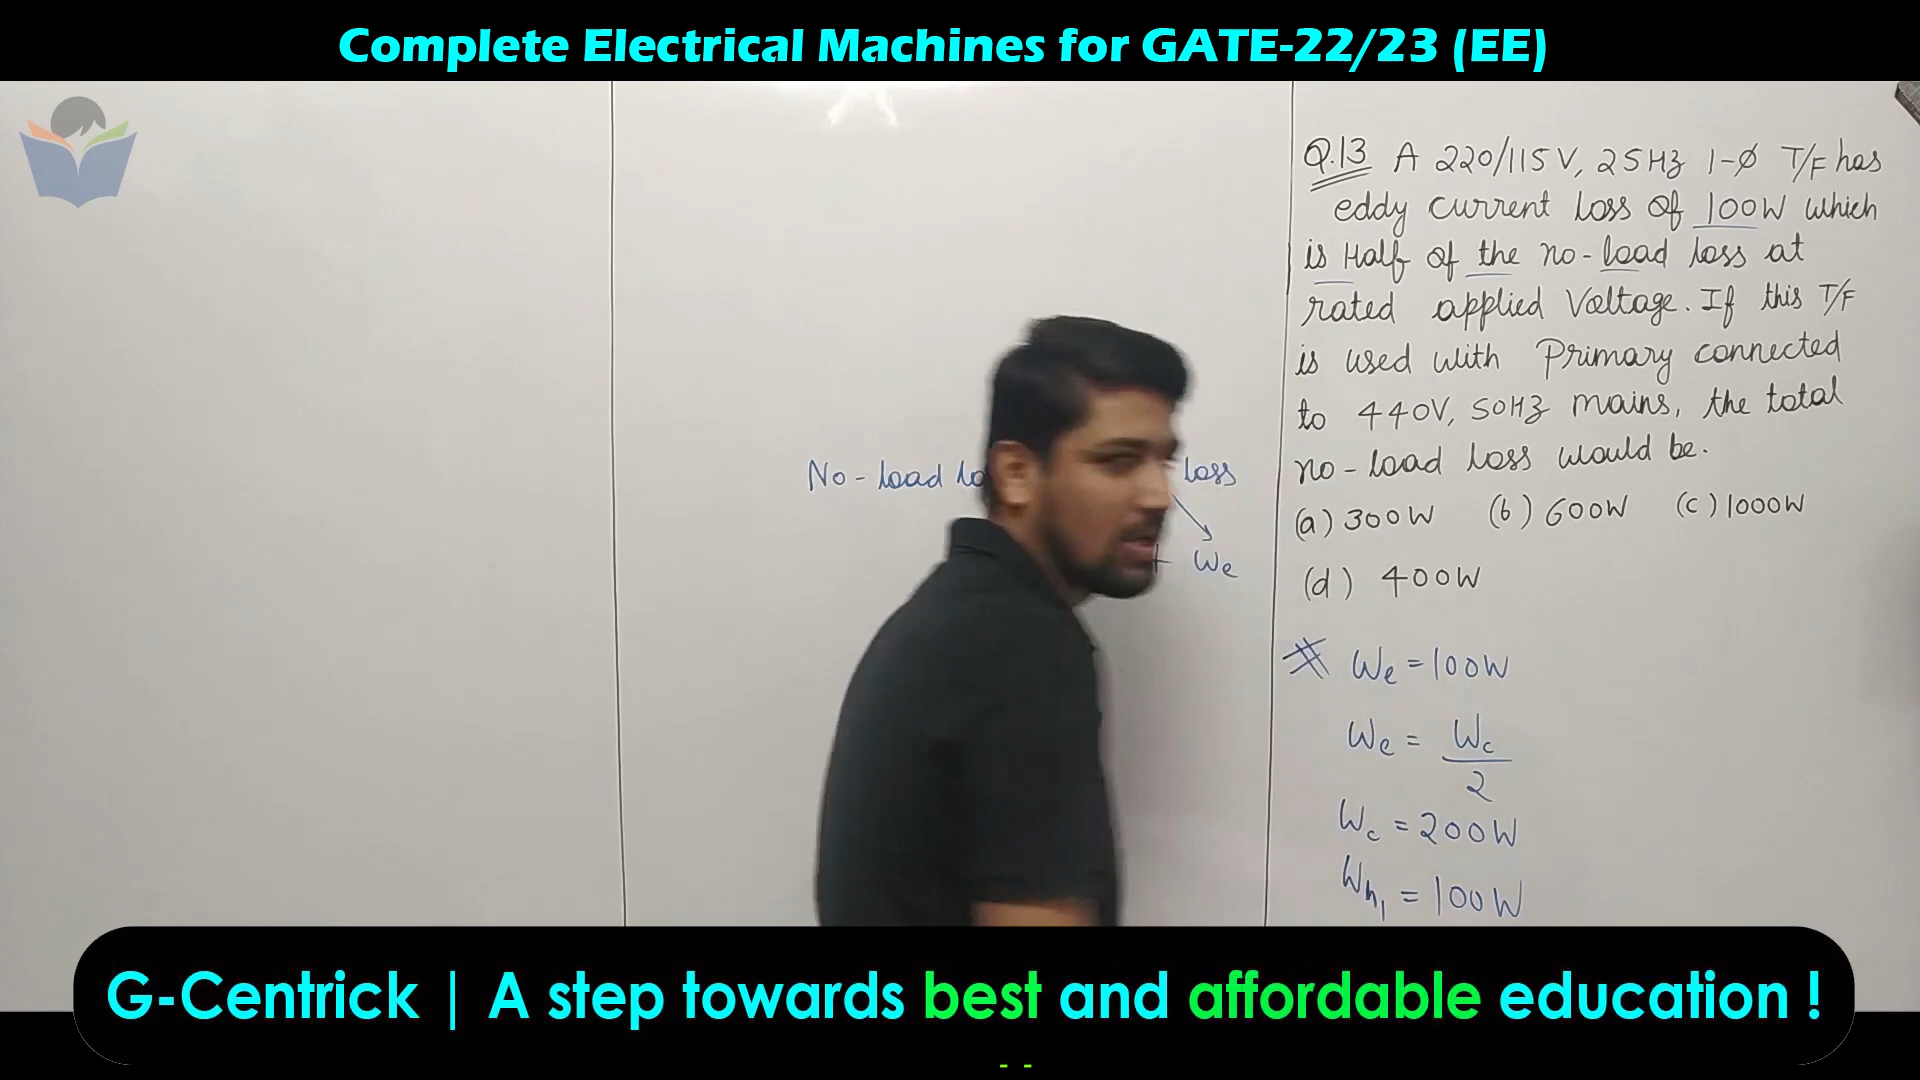 Complete Electrical Machines for GATE-22/23 (EE)
Q.13 A 220/115V, 25Hz 1-Ø T/F has
eddy current loss of 100W which
is Half of the no-load loss at
rated applied Voltage. If this T/F
is used with Primary connected
to 440V, 50Hz mains, the total
no-load loss would be.
(a) 300W (b) 600W (c) 1000W
(d) 400W
No-load loss
+ We
# We = 100W
We = Wc/2
Wc = 200W
Wh1 = 100W
G-Centrick | A step towards best and affordable education !